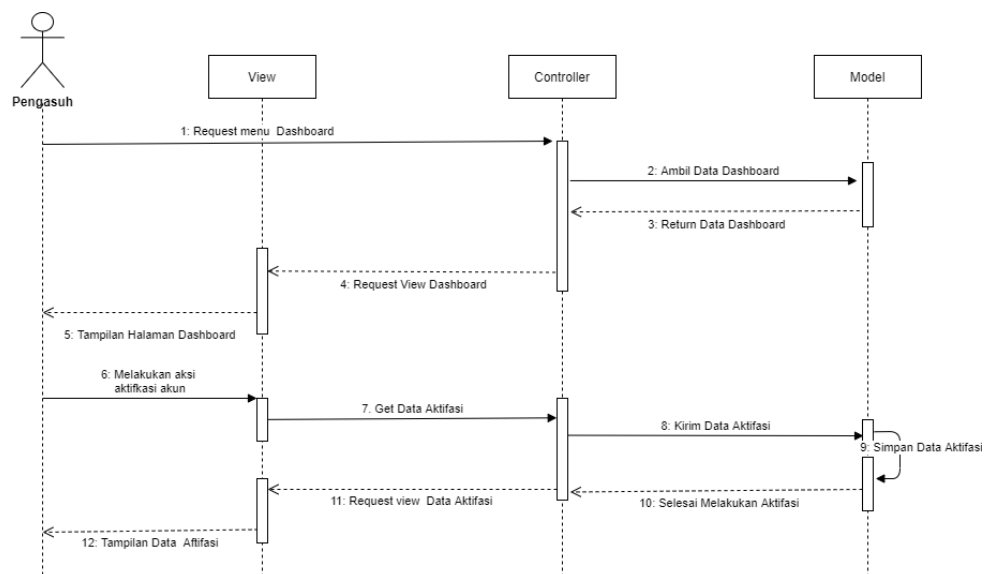 View
Controller
Model
Pengasuh
1: Request menu Dashboard
2: Ambil Data Dashboard
3: Return Data Dashboard
4: Request View Dashboard
5: Tampilan Halaman Dashboard
6: Melakukan aksi
aktifkasi akun
7. Get Data Aktifasi
8: Kirim Data Aktifasi
9: Simpan Data Aktifasi
10: Selesai Melakukan Aktifasi
11: Request view Data Aktifasi
12: Tampilan Data Aftifasi